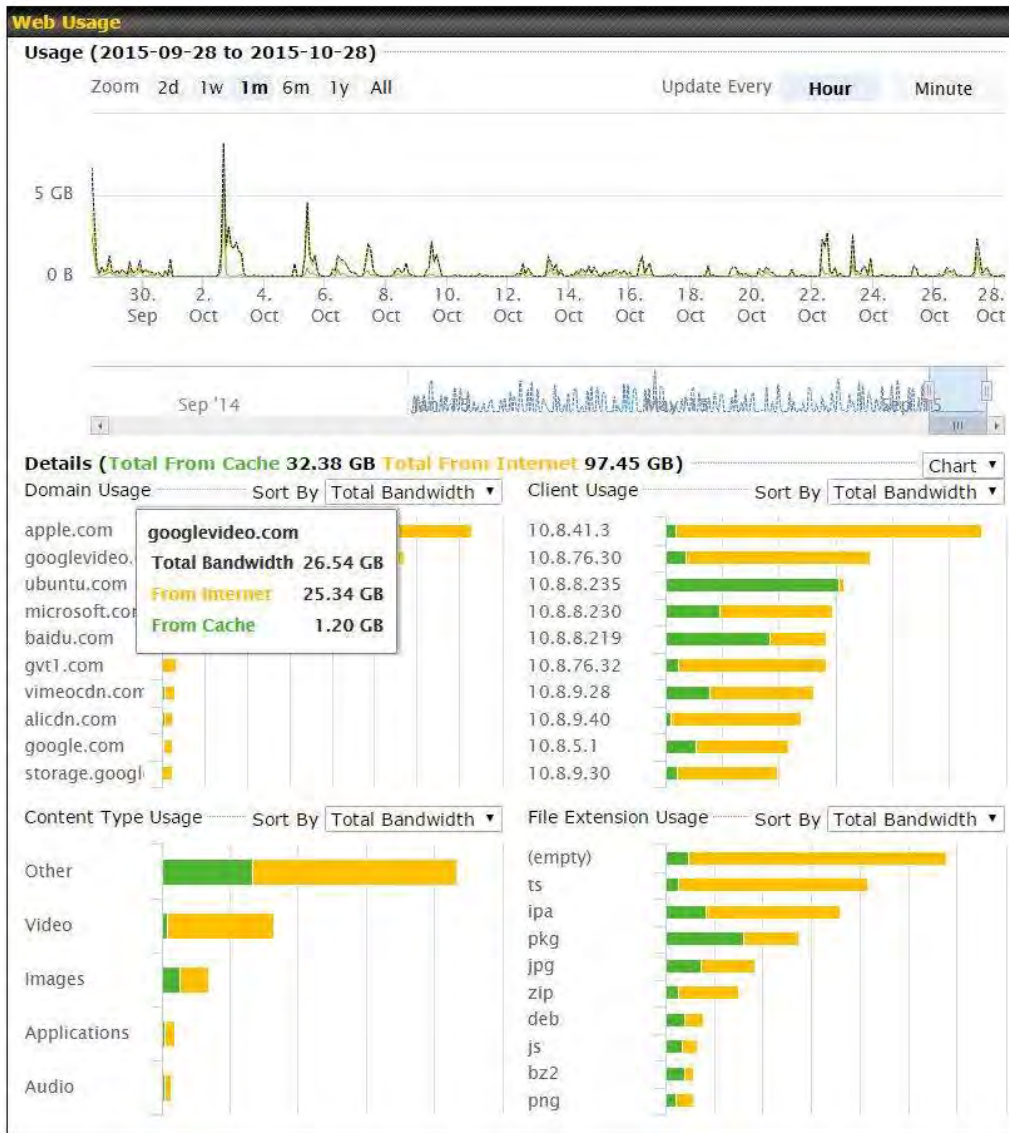 Web Usage
Usage (2015-09-28 to 2015-10-28)
Zoom 2d 1w 1m 6m 1y All Update Every Hour Minute
5 GB
0 B
30. Sep 2. Oct 4. Oct 6. Oct 8. Oct 10. Oct 12. Oct 14. Oct 16. Oct 18. Oct 20. Oct 22. Oct 24. Oct 26. Oct 28. Oct
Sep '14
Details (Total From Cache 32.38 GB Total From Internet 97.45 GB) Chart
Domain Usage Sort By Total Bandwidth
apple.com
googlevideo.
ubuntu.com
microsoft.cor
baidu.com
gvt1.com
vimeocdn.com
alicdn.com
google.com
storage.googl
googlevideo.com
Total Bandwidth 26.54 GB
From Internet 25.34 GB
From Cache 1.20 GB
Client Usage Sort By Total Bandwidth
10.8.41.3
10.8.76.30
10.8.8.235
10.8.8.230
10.8.8.219
10.8.76.32
10.8.9.28
10.8.9.40
10.8.5.1
10.8.9.30
Content Type Usage Sort By Total Bandwidth
Other
Video
Images
Applications
Audio
File Extension Usage Sort By Total Bandwidth
(empty)
ts
ipa
pkg
jpg
zip
deb
js
bz2
png